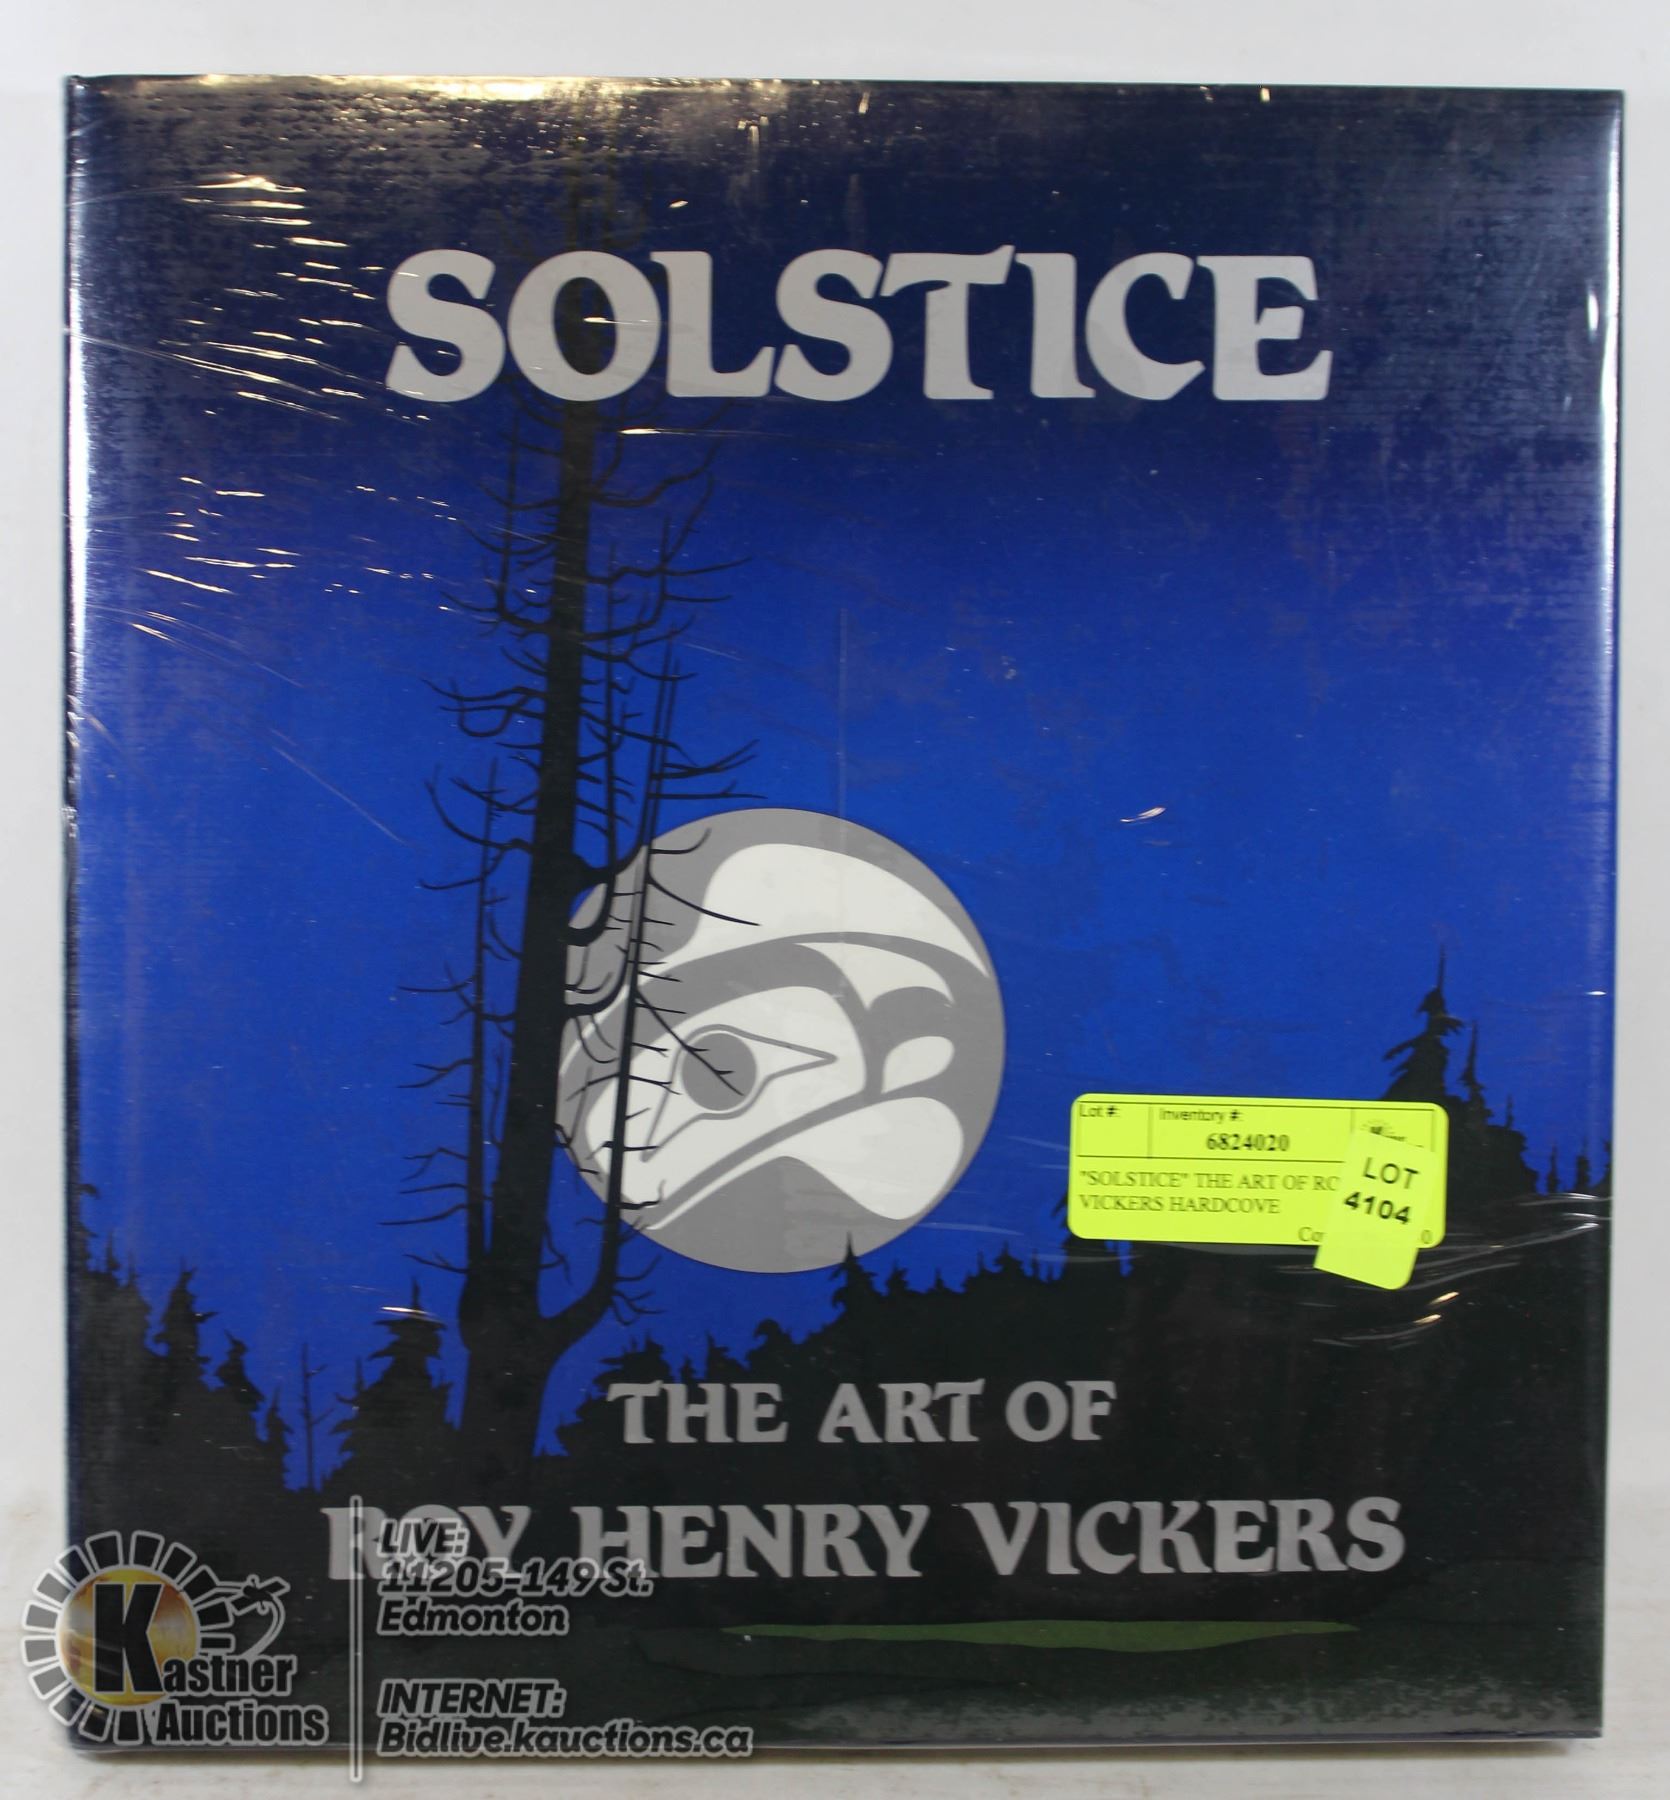 SOLSTICE
Lot #: Inventory #:
6824020
"SOLSTICE" THE ART OF
VICKERS HARDCOVE
LOT
4104
THE ART OF
ROY HENRY VICKERS
LIVE:
11205-149 St.
Edmonton
INTERNET:
Bidlive.kauctions.ca
Kastner
Auctions